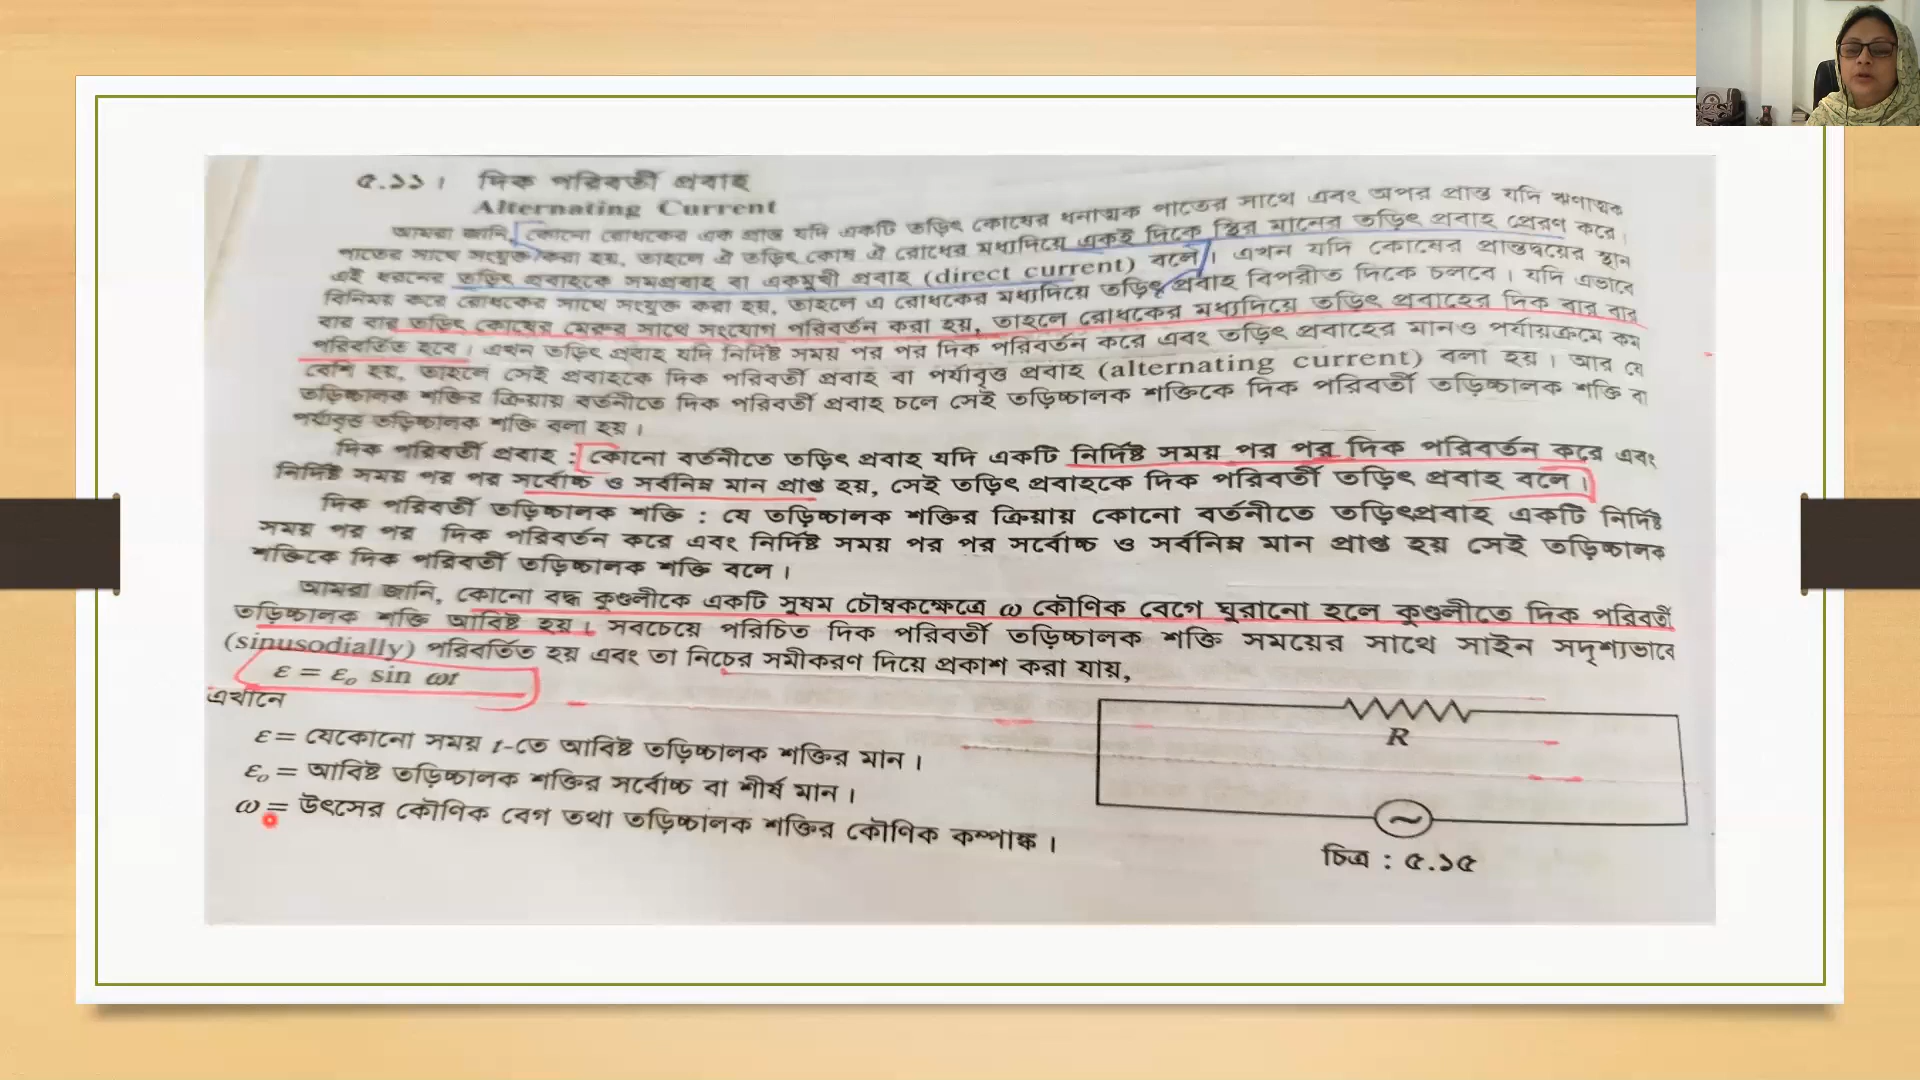 ৫.১১। দিক পরিবর্তী প্রবাহ
Alternating Current
আমরা জানি, কোনো রোধকের এক প্রান্ত যদি একটি তড়িৎ কোষের ধনাত্মক পাতের সাথে এবং অপর প্রান্ত যদি ঋণাত্মক
পাতের সাথে সংযুক্ত করা হয়, তাহলে ঐ তড়িৎ কোষ ঐ রোধের মধ্যদিয়ে একই দিকে স্থির মানের তড়িৎ প্রবাহ প্রেরণ করে।
এই ধরনের তড়িৎ প্রবাহকে সমপ্রবাহ বা একমুখী প্রবাহ (direct current) বলে। এখন যদি কোষের প্রান্তদ্বয়ের স্থান
বিনিময় করে রোধকের সাথে সংযুক্ত করা হয়, তাহলে এ রোধকের মধ্যদিয়ে তড়িৎ প্রবাহ বিপরীত দিকে চলবে। যদি এভাবে
বার বার তড়িৎ কোষের মেরুর সাথে সংযোগ পরিবর্তন করা হয়, তাহলে রোধকের মধ্যদিয়ে তড়িৎ প্রবাহের দিক বার বার
পরিবর্তিত হবে। এখন তড়িৎ প্রবাহ যদি নির্দিষ্ট সময় পর পর দিক পরিবর্তন করে এবং তড়িৎ প্রবাহের মানও পর্যায়ক্রমে কম
বেশি হয়, তাহলে সেই প্রবাহকে দিক পরিবর্তী প্রবাহ বা পর্যাবৃত্ত প্রবাহ (alternating current) বলা হয়। আর যে
তড়িচ্চালক শক্তির ক্রিয়ায় বর্তনীতে দিক পরিবর্তী প্রবাহ চলে সেই তড়িচ্চালক শক্তিকে দিক পরিবর্তী তড়িচ্চালক শক্তি বা
পর্যাবৃত্ত তড়িচ্চালক শক্তি বলা হয়।
দিক পরিবর্তী প্রবাহ : কোনো বর্তনীতে তড়িৎ প্রবাহ যদি একটি নির্দিষ্ট সময় পর পর দিক পরিবর্তন করে এবং
নির্দিষ্ট সময় পর পর সর্বোচ্চ ও সর্বনিম্ন মান প্রাপ্ত হয়, সেই তড়িৎ প্রবাহকে দিক পরিবর্তী তড়িৎ প্রবাহ বলে।
দিক পরিবর্তী তড়িচ্চালক শক্তি : যে তড়িচ্চালক শক্তির ক্রিয়ায় কোনো বর্তনীতে তড়িৎপ্রবাহ একটি নির্দিষ্ট
সময় পর পর দিক পরিবর্তন করে এবং নির্দিষ্ট সময় পর পর সর্বোচ্চ ও সর্বনিম্ন মান প্রাপ্ত হয় সেই তড়িচ্চালক
শক্তিকে দিক পরিবর্তী তড়িচ্চালক শক্তি বলে।
আমরা জানি, কোনো বদ্ধ কুণ্ডলীকে একটি সুষম চৌম্বকক্ষেত্রে ω কৌণিক বেগে ঘুরানো হলে কুণ্ডলীতে দিক পরিবর্তী
তড়িচ্চালক শক্তি আবিষ্ট হয়। সবচেয়ে পরিচিত দিক পরিবর্তী তড়িচ্চালক শক্তি সময়ের সাথে সাইন সদৃশ্যভাবে
(sinusodially) পরিবর্তিত হয় এবং তা নিচের সমীকরণ দিয়ে প্রকাশ করা যায়,
ε = ε₀ sin ωt
এখানে
ε = যেকোনো সময় t-তে আবিষ্ট তড়িচ্চালক শক্তির মান।
ε₀ = আবিষ্ট তড়িচ্চালক শক্তির সর্বোচ্চ বা শীর্ষ মান।
ω = উৎসের কৌণিক বেগ তথা তড়িচ্চালক শক্তির কৌণিক কম্পাঙ্ক।
R
চিত্র : ৫.১৫